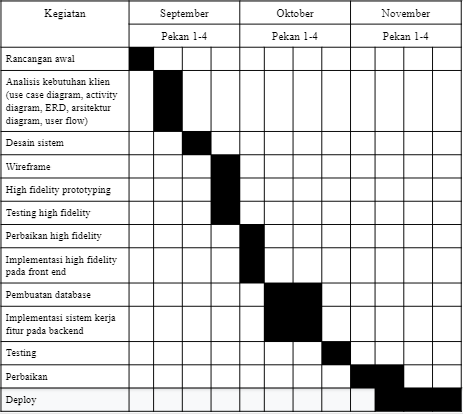 Kegiatan September Oktober November
Pekan 1-4 Pekan 1-4 Pekan 1-4
Rancangan awal
Analisis kebutuhan klien
(use case diagram, activity
diagram, ERD, arsitektur
diagram, user flow)
Desain sistem
Wireframe
High fidelity prototyping
Testing high fidelity
Perbaikan high fidelity
Implementasi high fidelity
pada front end
Pembuatan database
Implementasi sistem kerja
fitur pada backend
Testing
Perbaikan
Deploy